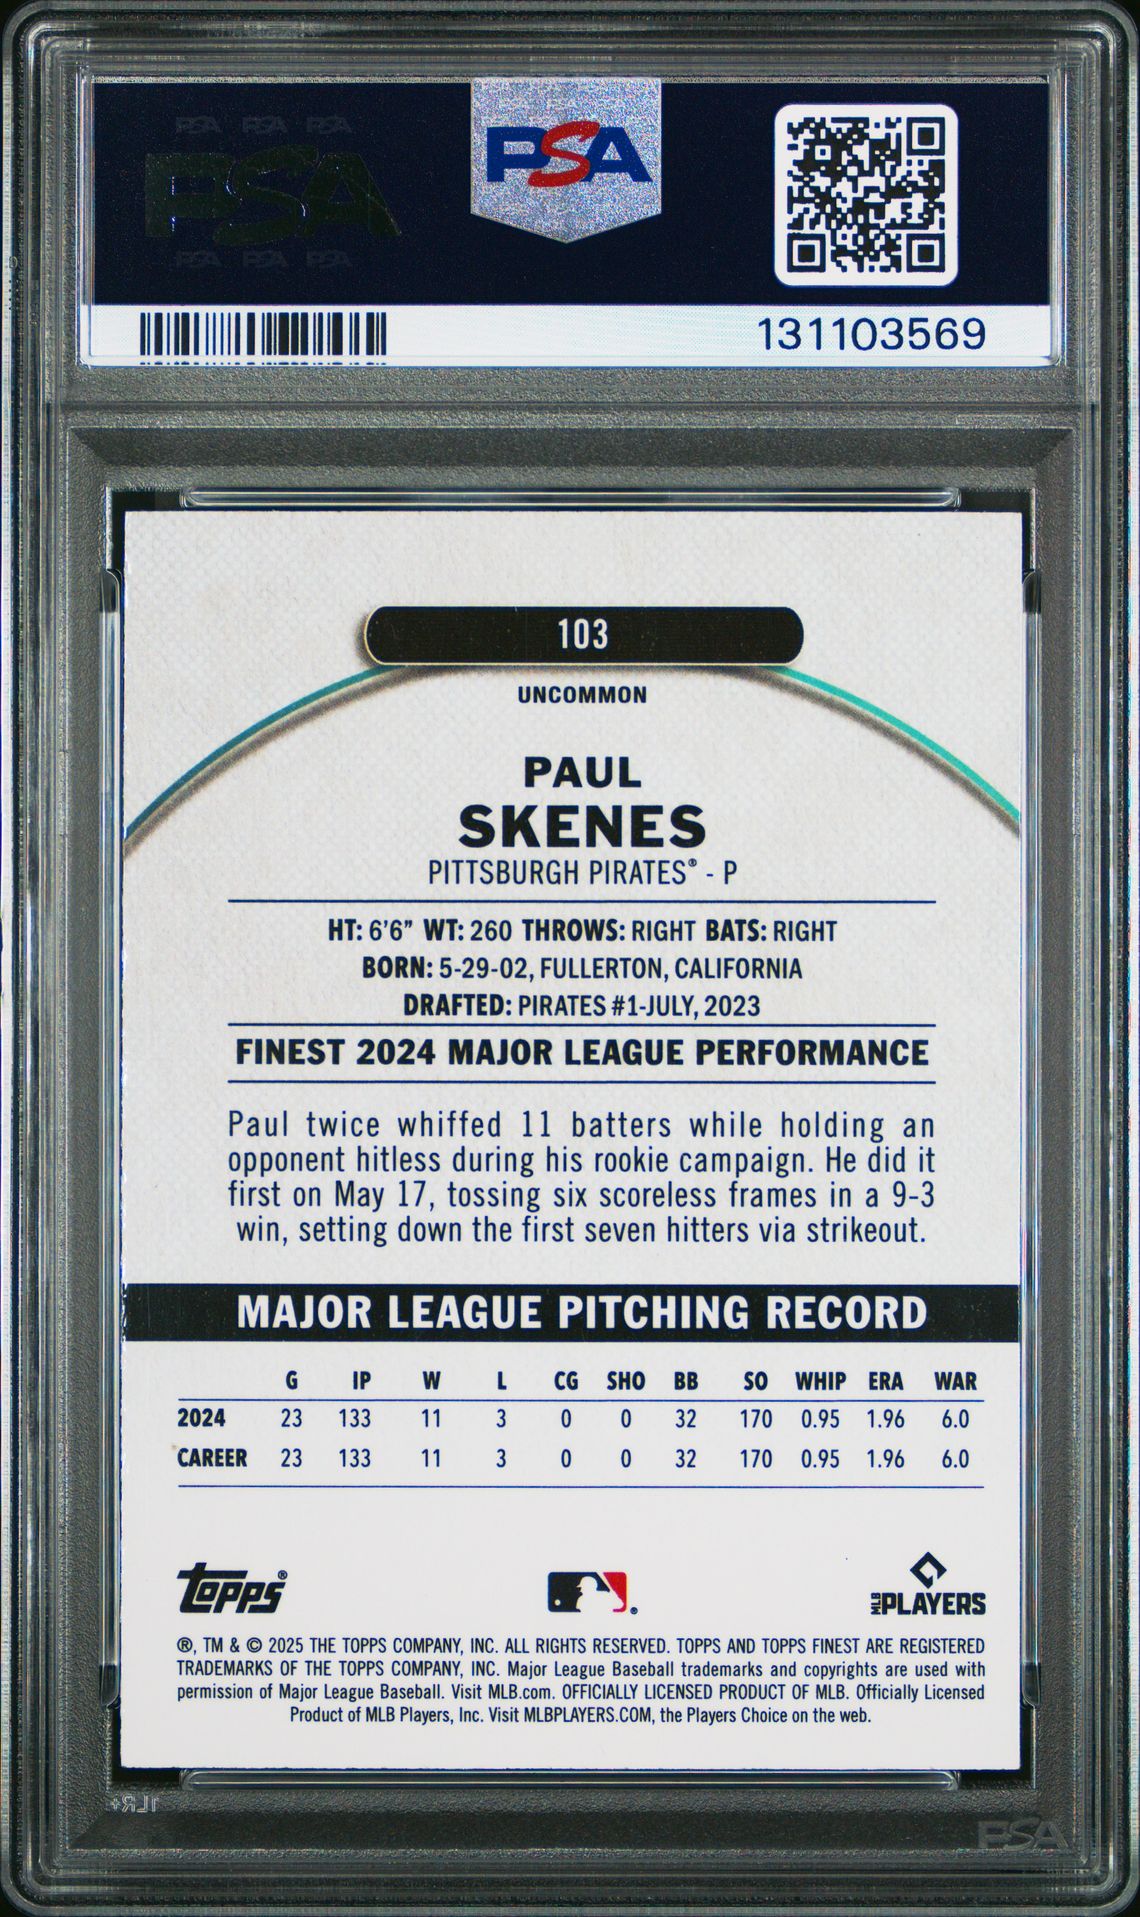 PSA PSA PSA
PSA
PSA PSA PSA
PSA
131103569
103
UNCOMMON
PAUL
SKENES
PITTSBURGH PIRATES® - P
HT: 6'6" WT: 260 THROWS: RIGHT BATS: RIGHT
BORN: 5-29-02, FULLERTON, CALIFORNIA
DRAFTED: PIRATES #1-JULY, 2023
FINEST 2024 MAJOR LEAGUE PERFORMANCE
Paul twice whiffed 11 batters while holding an
opponent hitless during his rookie campaign. He did it
first on May 17, tossing six scoreless frames in a 9-3
win, setting down the first seven hitters via strikeout.
MAJOR LEAGUE PITCHING RECORD
G IP W L CG SHO BB SO WHIP ERA WAR
2024 23 133 11 3 0 0 32 170 0.95 1.96 6.0
CAREER 23 133 11 3 0 0 32 170 0.95 1.96 6.0
Topps® ® MLB PLAYERS
®, TM & © 2025 THE TOPPS COMPANY, INC. ALL RIGHTS RESERVED. TOPPS AND TOPPS FINEST ARE REGISTERED
TRADEMARKS OF THE TOPPS COMPANY, INC. Major League Baseball trademarks and copyrights are used with
permission of Major League Baseball. Visit MLB.com. OFFICIALLY LICENSED PRODUCT OF MLB. Officially Licensed
Product of MLB Players, Inc. Visit MLBPLAYERS.COM, the Players Choice on the web.
1LR+
PSA